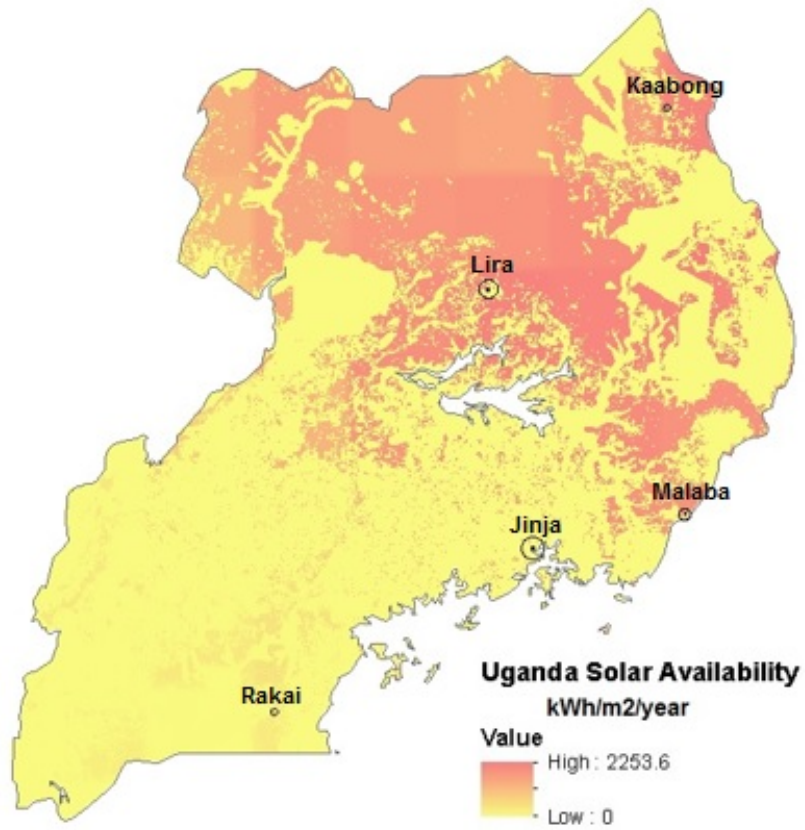 Kaabong
Lira
Malaba
Jinja
Rakai
Uganda Solar Availability
kWh/m2/year
Value
High : 2253.6
Low : 0